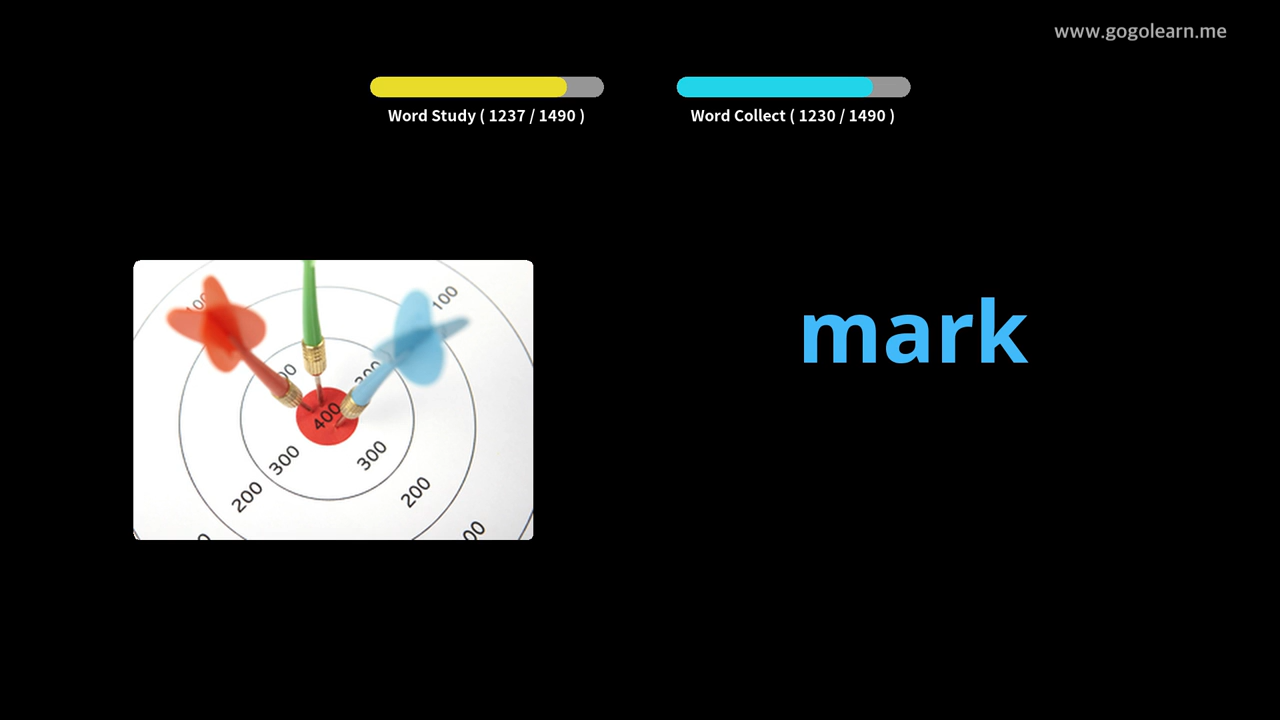 www.gogolearn.me
Word Study ( 1237 / 1490 )
Word Collect ( 1230 / 1490 )
mark
100
100
200
400
300
300
200
200